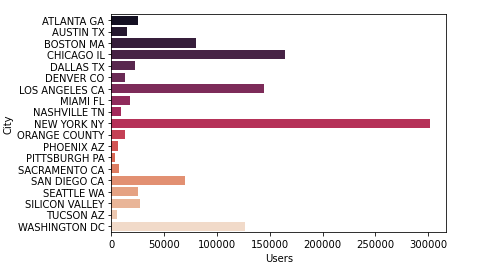 ATLANTA GA
AUSTIN TX
BOSTON MA
CHICAGO IL
DALLAS TX
DENVER CO
LOS ANGELES CA
MIAMI FL
NASHVILLE TN
NEW YORK NY
ORANGE COUNTY
PHOENIX AZ
PITTSBURGH PA
SACRAMENTO CA
SAN DIEGO CA
SEATTLE WA
SILICON VALLEY
TUCSON AZ
WASHINGTON DC
City
0 50000 100000 150000 200000 250000 300000
Users